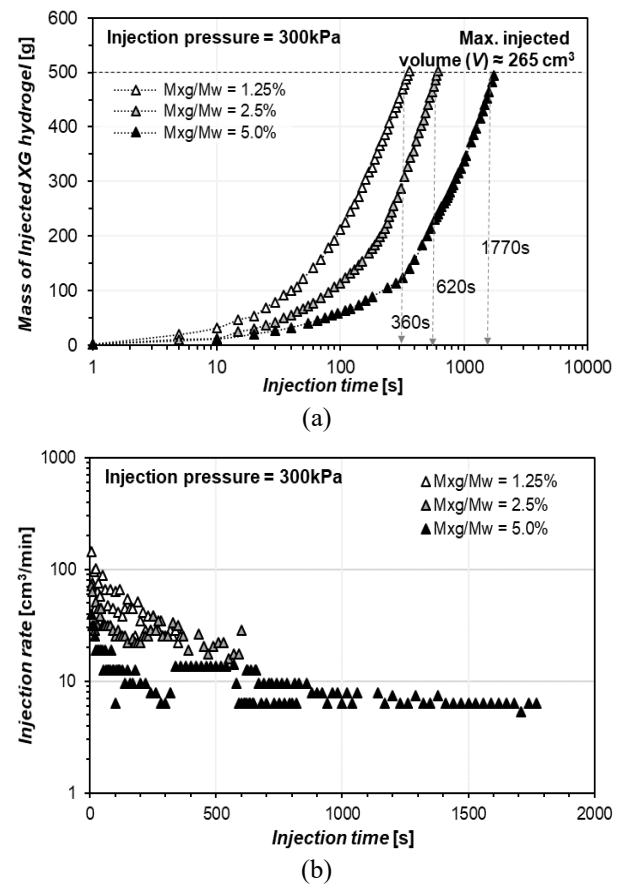 Injection pressure = 300kPa
Max. injected
volume (V) ≈ 265 cm³
Mxg/Mw = 1.25%
Mxg/Mw = 2.5%
Mxg/Mw = 5.0%
Mass of Injected XG hydrogel [g]
600
500
400
300
200
100
0
360s
620s
1770s
1
10
100
1000
10000
Injection time [s]
(a)
Injection pressure = 300kPa
Mxg/Mw = 1.25%
Mxg/Mw = 2.5%
Mxg/Mw = 5.0%
Injection rate [cm³/min]
1000
100
10
1
0
500
1000
1500
2000
Injection time [s]
(b)